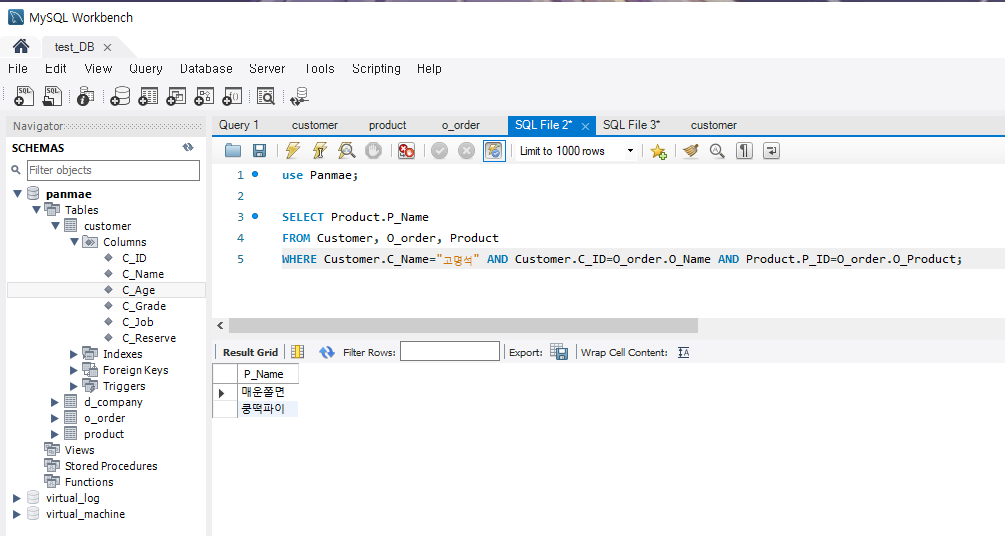 MySQL Workbench
test_DB
File Edit View Query Database Server Tools Scripting Help
Navigator
SCHEMAS
Filter objects
panmae
Tables
customer
Columns
C_ID
C_Name
C_Age
C_Grade
C_Job
C_Reserve
Indexes
Foreign Keys
Triggers
d_company
o_order
product
Views
Stored Procedures
Functions
virtual_log
virtual_machine
Query 1 customer product o_order SQL File 2* SQL File 3* customer
Limit to 1000 rows
1 use Panmae;
2
3 SELECT Product.P_Name
4 FROM Customer, O_order, Product
5 WHERE Customer.C_Name="고명석" AND Customer.C_ID=O_order.O_Name AND Product.P_ID=O_order.O_Product;
Result Grid Filter Rows: Export: Wrap Cell Content:
P_Name
매운쫄면
쿵떡파이